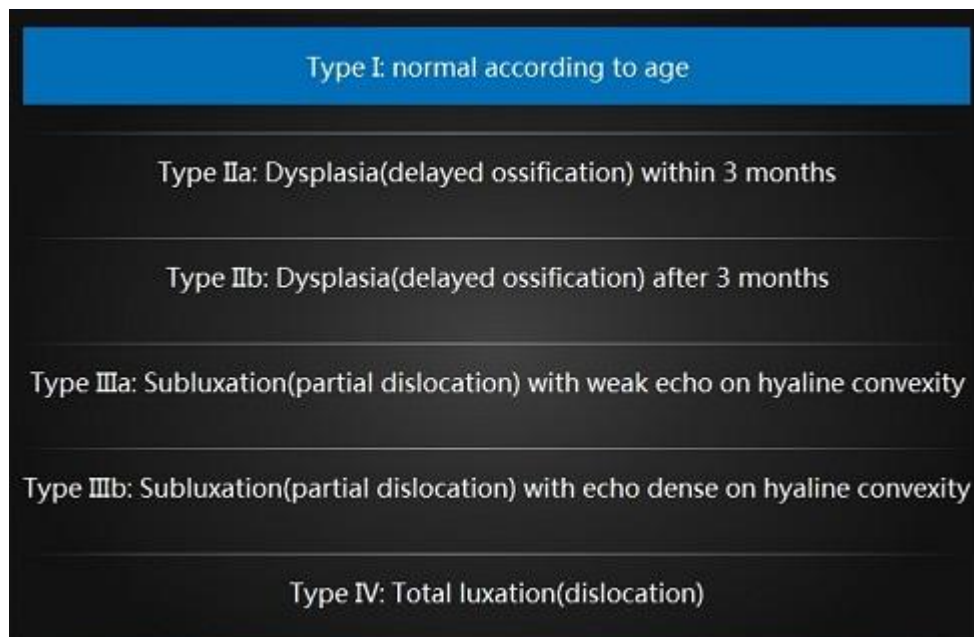 Type Ⅰ: normal according to age
Type Ⅱa: Dysplasia(delayed ossification) within 3 months
Type Ⅱb: Dysplasia(delayed ossification) after 3 months
Type Ⅲa: Subluxation(partial dislocation) with weak echo on hyaline convexity
Type Ⅲb: Subluxation(partial dislocation) with echo dense on hyaline convexity
Type Ⅳ: Total luxation(dislocation)